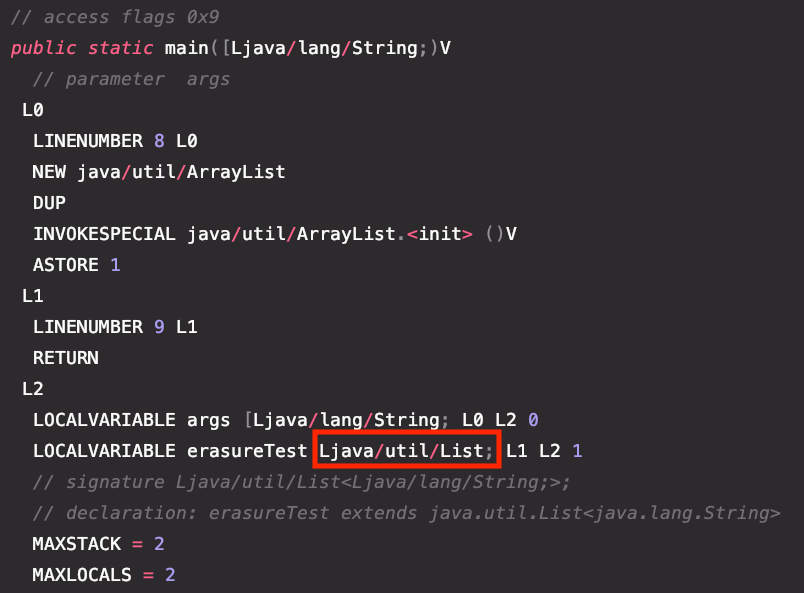 // access flags 0x9
public static main([Ljava/lang/String;)V
// parameter  args
L0
LINENUMBER 8 L0
NEW java/util/ArrayList
DUP
INVOKESPECIAL java/util/ArrayList.<init> ()V
ASTORE 1
L1
LINENUMBER 9 L1
RETURN
L2
LOCALVARIABLE args [Ljava/lang/String; L0 L2 0
LOCALVARIABLE erasureTest Ljava/util/List; L1 L2 1
// signature Ljava/util/List<Ljava/lang/String;>;
// declaration: erasureTest extends java.util.List<java.lang.String>
MAXSTACK = 2
MAXLOCALS = 2